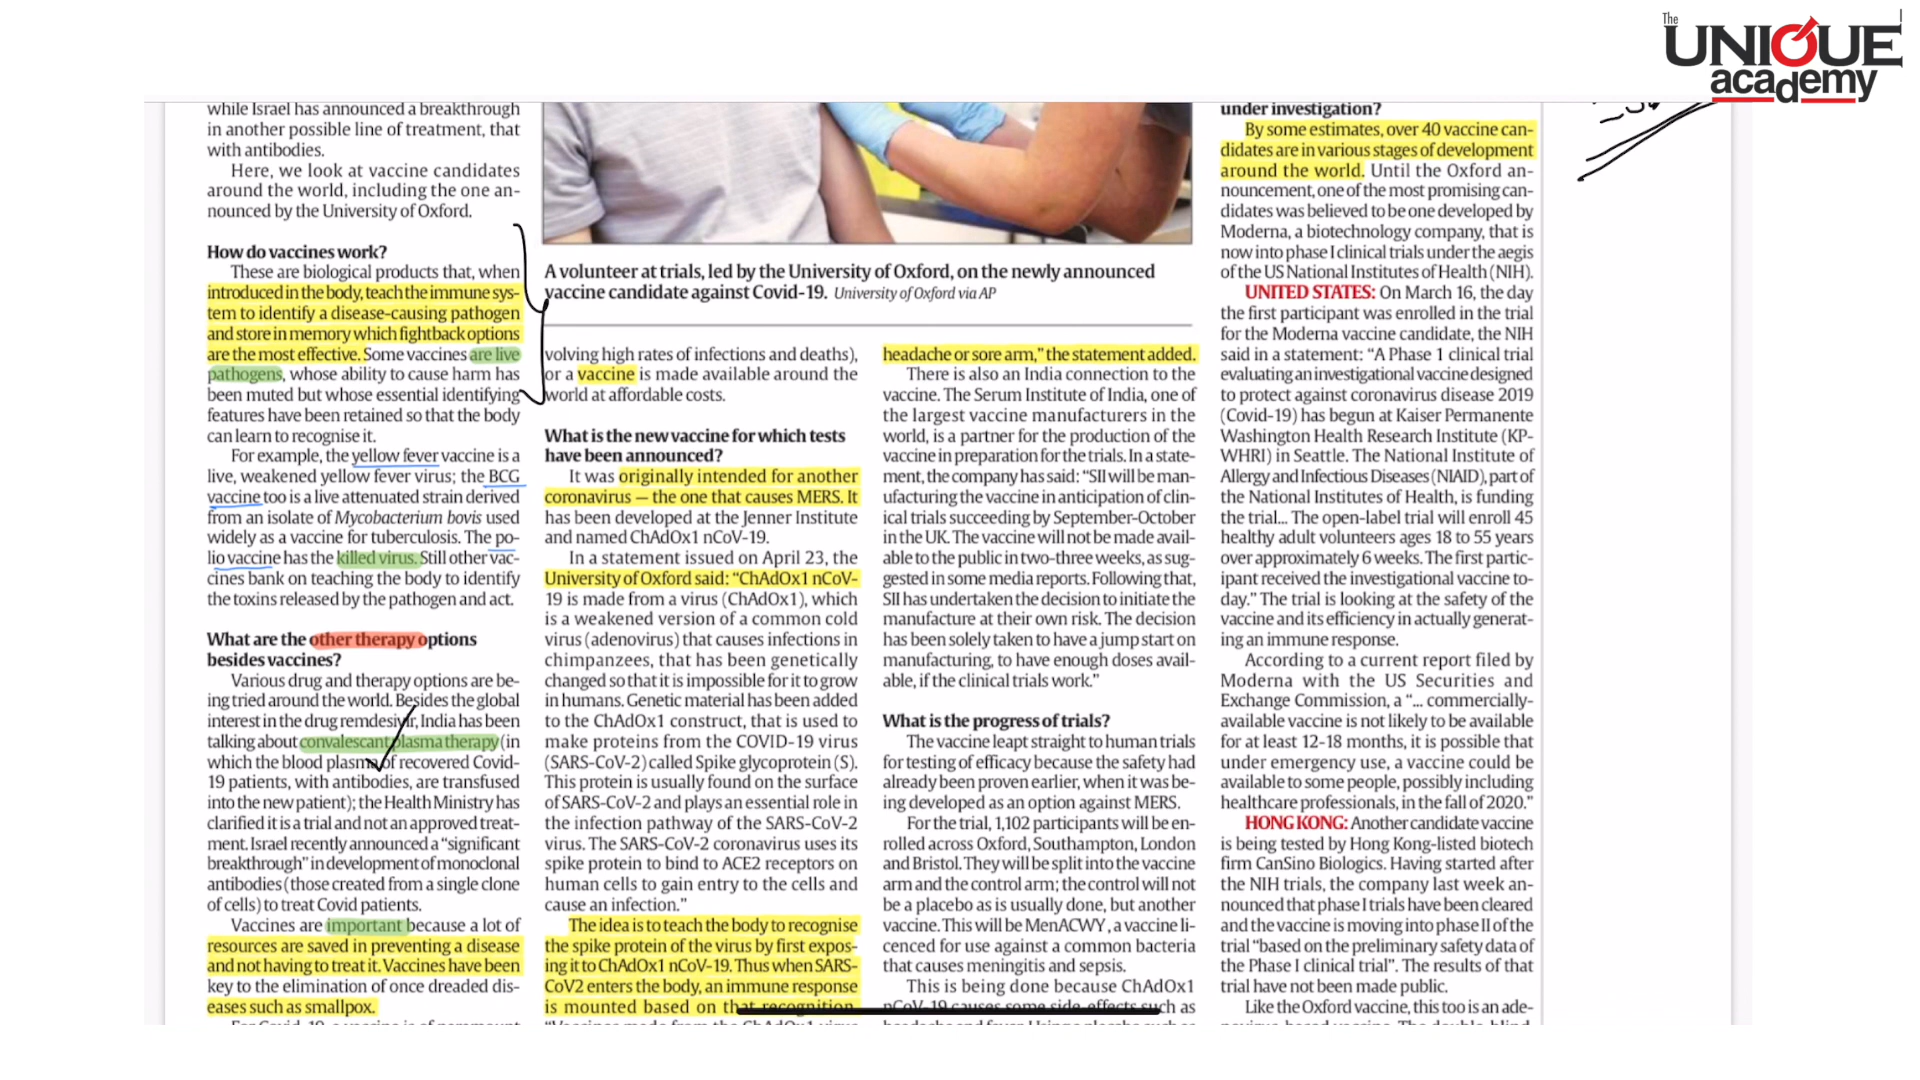 The
UNIQUE
academy
while Israel has announced a breakthrough
in another possible line of treatment, that
with antibodies.
Here, we look at vaccine candidates
around the world, including the one an-
nounced by the University of Oxford.
How do vaccines work?
These are biological products that, when
introduced in the body, teach the immune sys-
tem to identify a disease-causing pathogen
and store in memory which fightback options
are the most effective. Some vaccines are live
pathogens, whose ability to cause harm has
been muted but whose essential identifying
features have been retained so that the body
can learn to recognise it.
For example, the yellow fever vaccine is a
live, weakened yellow fever virus; the BCG
vaccine too is a live attenuated strain derived
from an isolate of Mycobacterium bovis used
widely as a vaccine for tuberculosis. The po-
lio vaccine has the killed virus. Still other vac-
cines bank on teaching the body to identify
the toxins released by the pathogen and act.
What are the other therapy options
besides vaccines?
Various drug and therapy options are be-
ing tried around the world. Besides the global
interest in the drug remdesivir, India has been
talking about convalescant plasma therapy (in
which the blood plasma of recovered Covid-
19 patients, with antibodies, are transfused
into the new patient); the Health Ministry has
clarified it is a trial and not an approved treat-
ment. Israel recently announced a “significant
breakthrough” in development of monoclonal
antibodies (those created from a single clone
of cells) to treat Covid patients.
Vaccines are important because a lot of
resources are saved in preventing a disease
and not having to treat it. Vaccines have been
key to the elimination of once dreaded dis-
eases such as smallpox.
A volunteer at trials, led by the University of Oxford, on the newly announced
vaccine candidate against Covid-19. University of Oxford via AP
volving high rates of infections and deaths),
or a vaccine is made available around the
world at affordable costs.
What is the new vaccine for which tests
have been announced?
It was originally intended for another
coronavirus — the one that causes MERS. It
has been developed at the Jenner Institute
and named ChAdOx1 nCoV-19.
In a statement issued on April 23, the
University of Oxford said: “ChAdOx1 nCoV-
19 is made from a virus (ChAdOx1), which
is a weakened version of a common cold
virus (adenovirus) that causes infections in
chimpanzees, that has been genetically
changed so that it is impossible for it to grow
in humans. Genetic material has been added
to the ChAdOx1 construct, that is used to
make proteins from the COVID-19 virus
(SARS-CoV-2) called Spike glycoprotein (S).
This protein is usually found on the surface
of SARS-CoV-2 and plays an essential role in
the infection pathway of the SARS-CoV-2
virus. The SARS-CoV-2 coronavirus uses its
spike protein to bind to ACE2 receptors on
human cells to gain entry to the cells and
cause an infection.”
The idea is to teach the body to recognise
the spike protein of the virus by first expos-
ing it to ChAdOx1 nCoV-19. Thus when SARS-
CoV2 enters the body, an immune response
is mounted based on that recognition.
headache or sore arm,” the statement added.
There is also an India connection to the
vaccine. The Serum Institute of India, one of
the largest vaccine manufacturers in the
world, is a partner for the production of the
vaccine in preparation for the trials. In a state-
ment, the company has said: “SII will be man-
ufacturing the vaccine in anticipation of clin-
ical trials succeeding by September-October
in the UK. The vaccine will not be made avail-
able to the public in two-three weeks, as sug-
gested in some media reports. Following that,
SII has undertaken the decision to initiate the
manufacture at their own risk. The decision
has been solely taken to have a jump start on
manufacturing, to have enough doses avail-
able, if the clinical trials work.”
What is the progress of trials?
The vaccine leapt straight to human trials
for testing of efficacy because the safety had
already been proven earlier, when it was be-
ing developed as an option against MERS.
For the trial, 1,102 participants will be en-
rolled across Oxford, Southampton, London
and Bristol. They will be split into the vaccine
arm and the control arm; the control will not
be a placebo as is usually done, but another
vaccine. This will be MenACWY, a vaccine li-
cenced for use against a common bacteria
that causes meningitis and sepsis.
This is being done because ChAdOx1
nCoV-19 causes some side-effects such as
under investigation?
By some estimates, over 40 vaccine can-
didates are in various stages of development
around the world. Until the Oxford an-
nouncement, one of the most promising can-
didates was believed to be one developed by
Moderna, a biotechnology company, that is
now into phase I clinical trials under the aegis
of the US National Institutes of Health (NIH).
UNITED STATES: On March 16, the day
the first participant was enrolled in the trial
for the Moderna vaccine candidate, the NIH
said in a statement: “A Phase 1 clinical trial
evaluating an investigational vaccine designed
to protect against coronavirus disease 2019
(Covid-19) has begun at Kaiser Permanente
Washington Health Research Institute (KP-
WHRI) in Seattle. The National Institute of
Allergy and Infectious Diseases (NIAID), part of
the National Institutes of Health, is funding
the trial... The open-label trial will enroll 45
healthy adult volunteers ages 18 to 55 years
over approximately 6 weeks. The first partic-
ipant received the investigational vaccine to-
day.” The trial is looking at the safety of the
vaccine and its efficiency in actually generat-
ing an immune response.
According to a current report filed by
Moderna with the US Securities and
Exchange Commission, a “... commercially-
available vaccine is not likely to be available
for at least 12-18 months, it is possible that
under emergency use, a vaccine could be
available to some people, possibly including
healthcare professionals, in the fall of 2020.”
HONG KONG: Another candidate vaccine
is being tested by Hong Kong-listed biotech
firm CanSino Biologics. Having started after
the NIH trials, the company last week an-
nounced that phase I trials have been cleared
and the vaccine is moving into phase II of the
trial “based on the preliminary safety data of
the Phase I clinical trial”. The results of that
trial have not been made public.
Like the Oxford vaccine, this too is an ade-